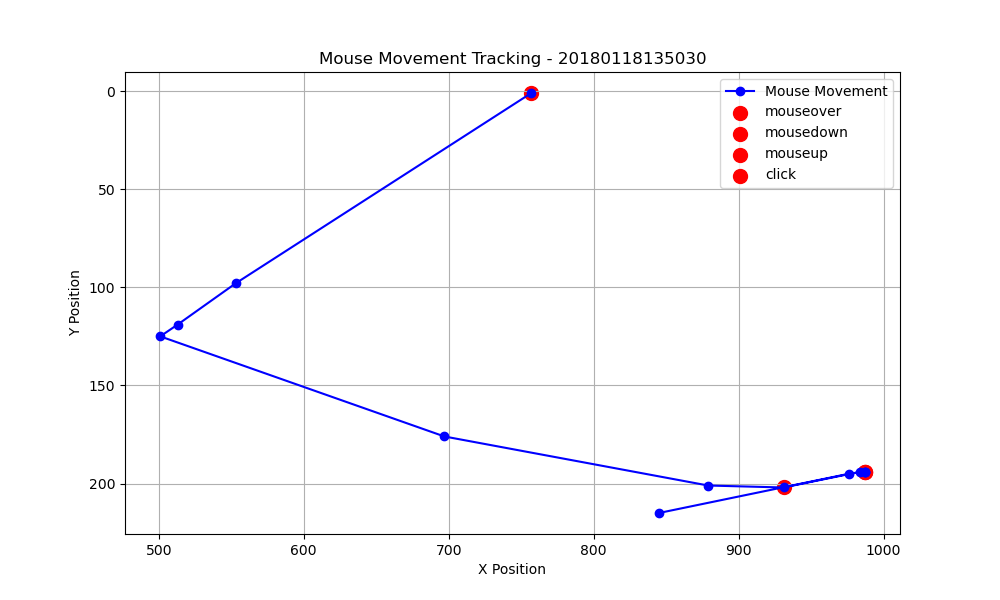 Mouse Movement Tracking - 20180118135030
Mouse Movement
mouseover
mousedown
mouseup
click
Y Position
0
50
100
150
200
500 600 700 800 900 1000
X Position